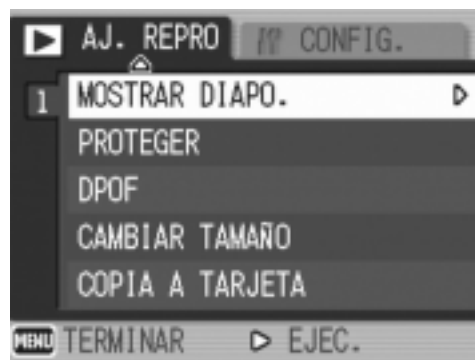 AJ. REPRO CONFIG.
1 MOSTRAR DIAPO.
PROTEGER
DPOF
CAMBIAR TAMAÑO
COPIA A TARJETA
MENU TERMINAR EJEC.